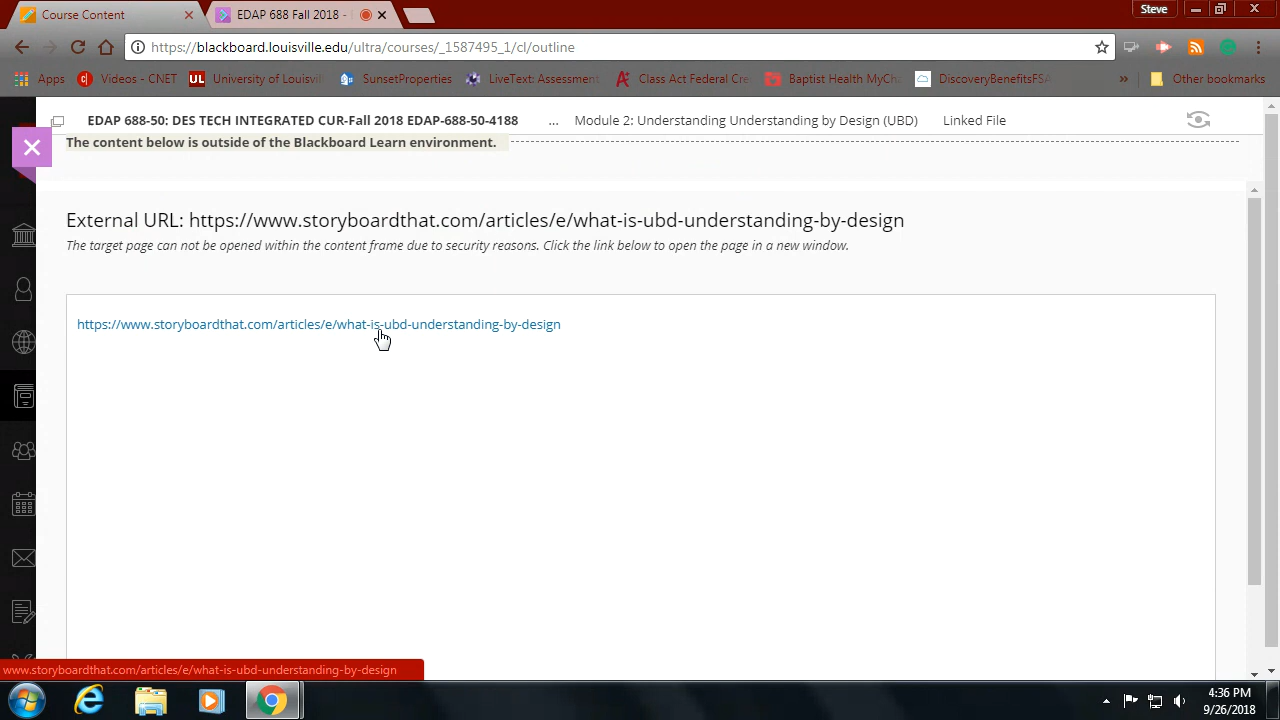 Course Content
EDAP 688 Fall 2018 -
Steve
https://blackboard.louisville.edu/ultra/courses/_1587495_1/cl/outline
Apps
Videos - CNET
University of Louisvil
SunsetProperties
LiveText: Assessment
Class Act Federal Cre
Baptist Health MyCha
DiscoveryBenefitsFSA
»
Other bookmarks
EDAP 688-50: DES TECH INTEGRATED CUR-Fall 2018 EDAP-688-50-4188
...
Module 2: Understanding Understanding by Design (UBD)
Linked File
The content below is outside of the Blackboard Learn environment.
External URL: https://www.storyboardthat.com/articles/e/what-is-ubd-understanding-by-design
The target page can not be opened within the content frame due to security reasons. Click the link below to open the page in a new window.
https://www.storyboardthat.com/articles/e/what-is-ubd-understanding-by-design
www.storyboardthat.com/articles/e/what-is-ubd-understanding-by-design
4:36 PM
9/26/2018